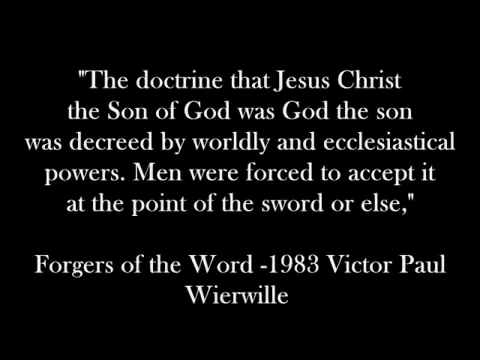 "The doctrine that Jesus Christ
the Son of God was God the son
was decreed by worldly and ecclesiastical
powers. Men were forced to accept it
at the point of the sword or else,"
Forgers of the Word -1983 Victor Paul
Wierwille